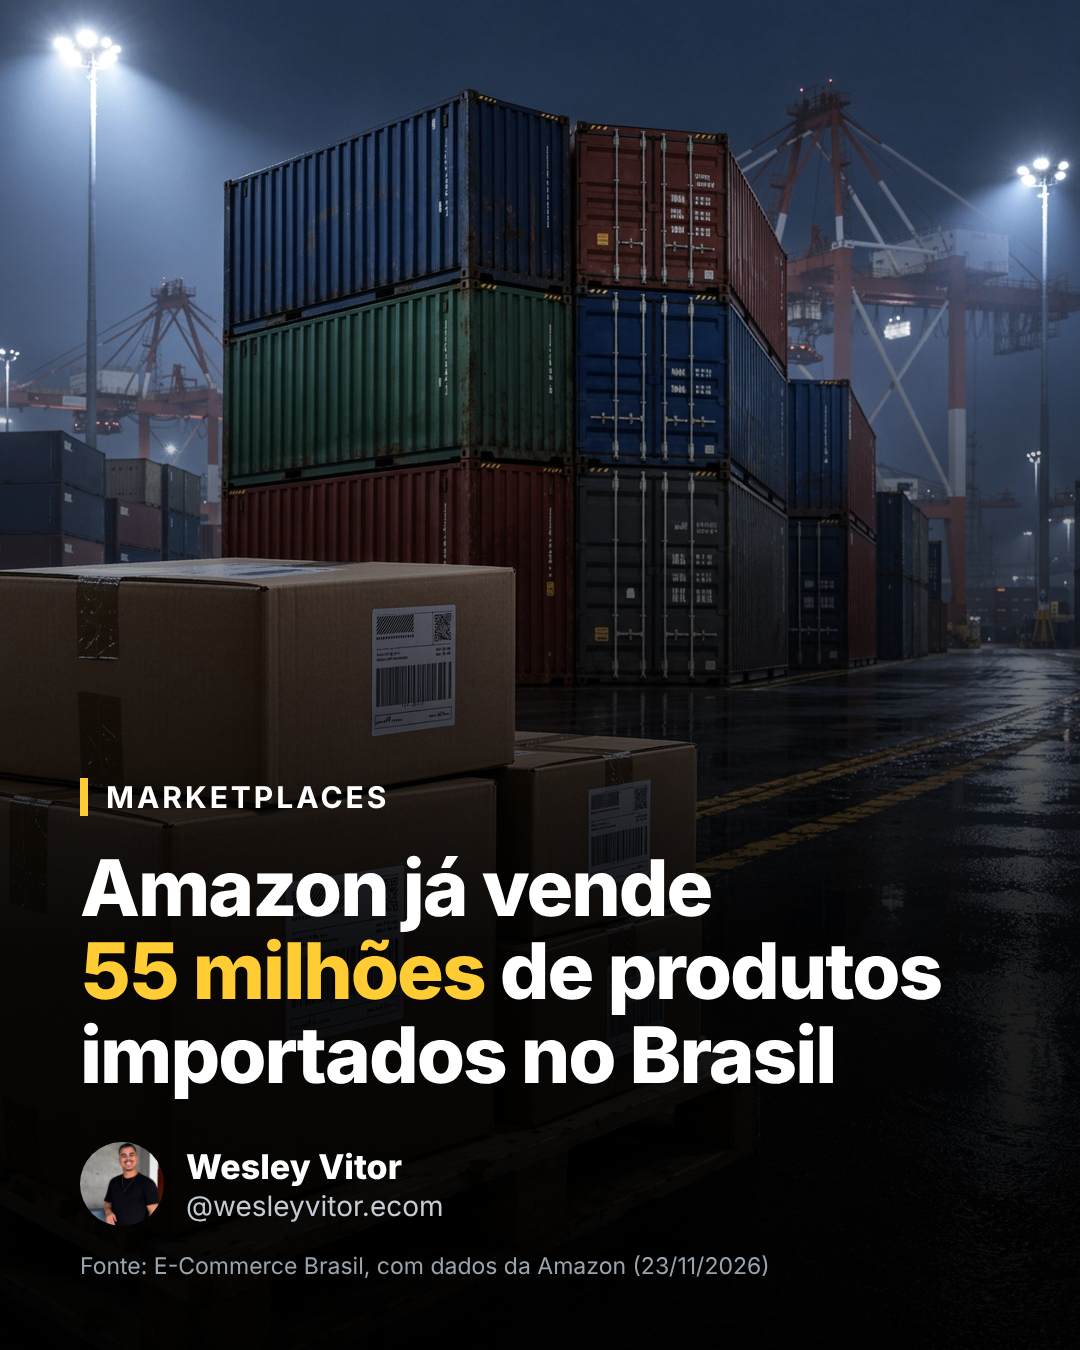 MARKETPLACES
Amazon já vende
55 milhões de produtos
importados no Brasil
Wesley Vitor
@wesleyvitor.ecom
Fonte: E-Commerce Brasil, com dados da Amazon (23/11/2026)